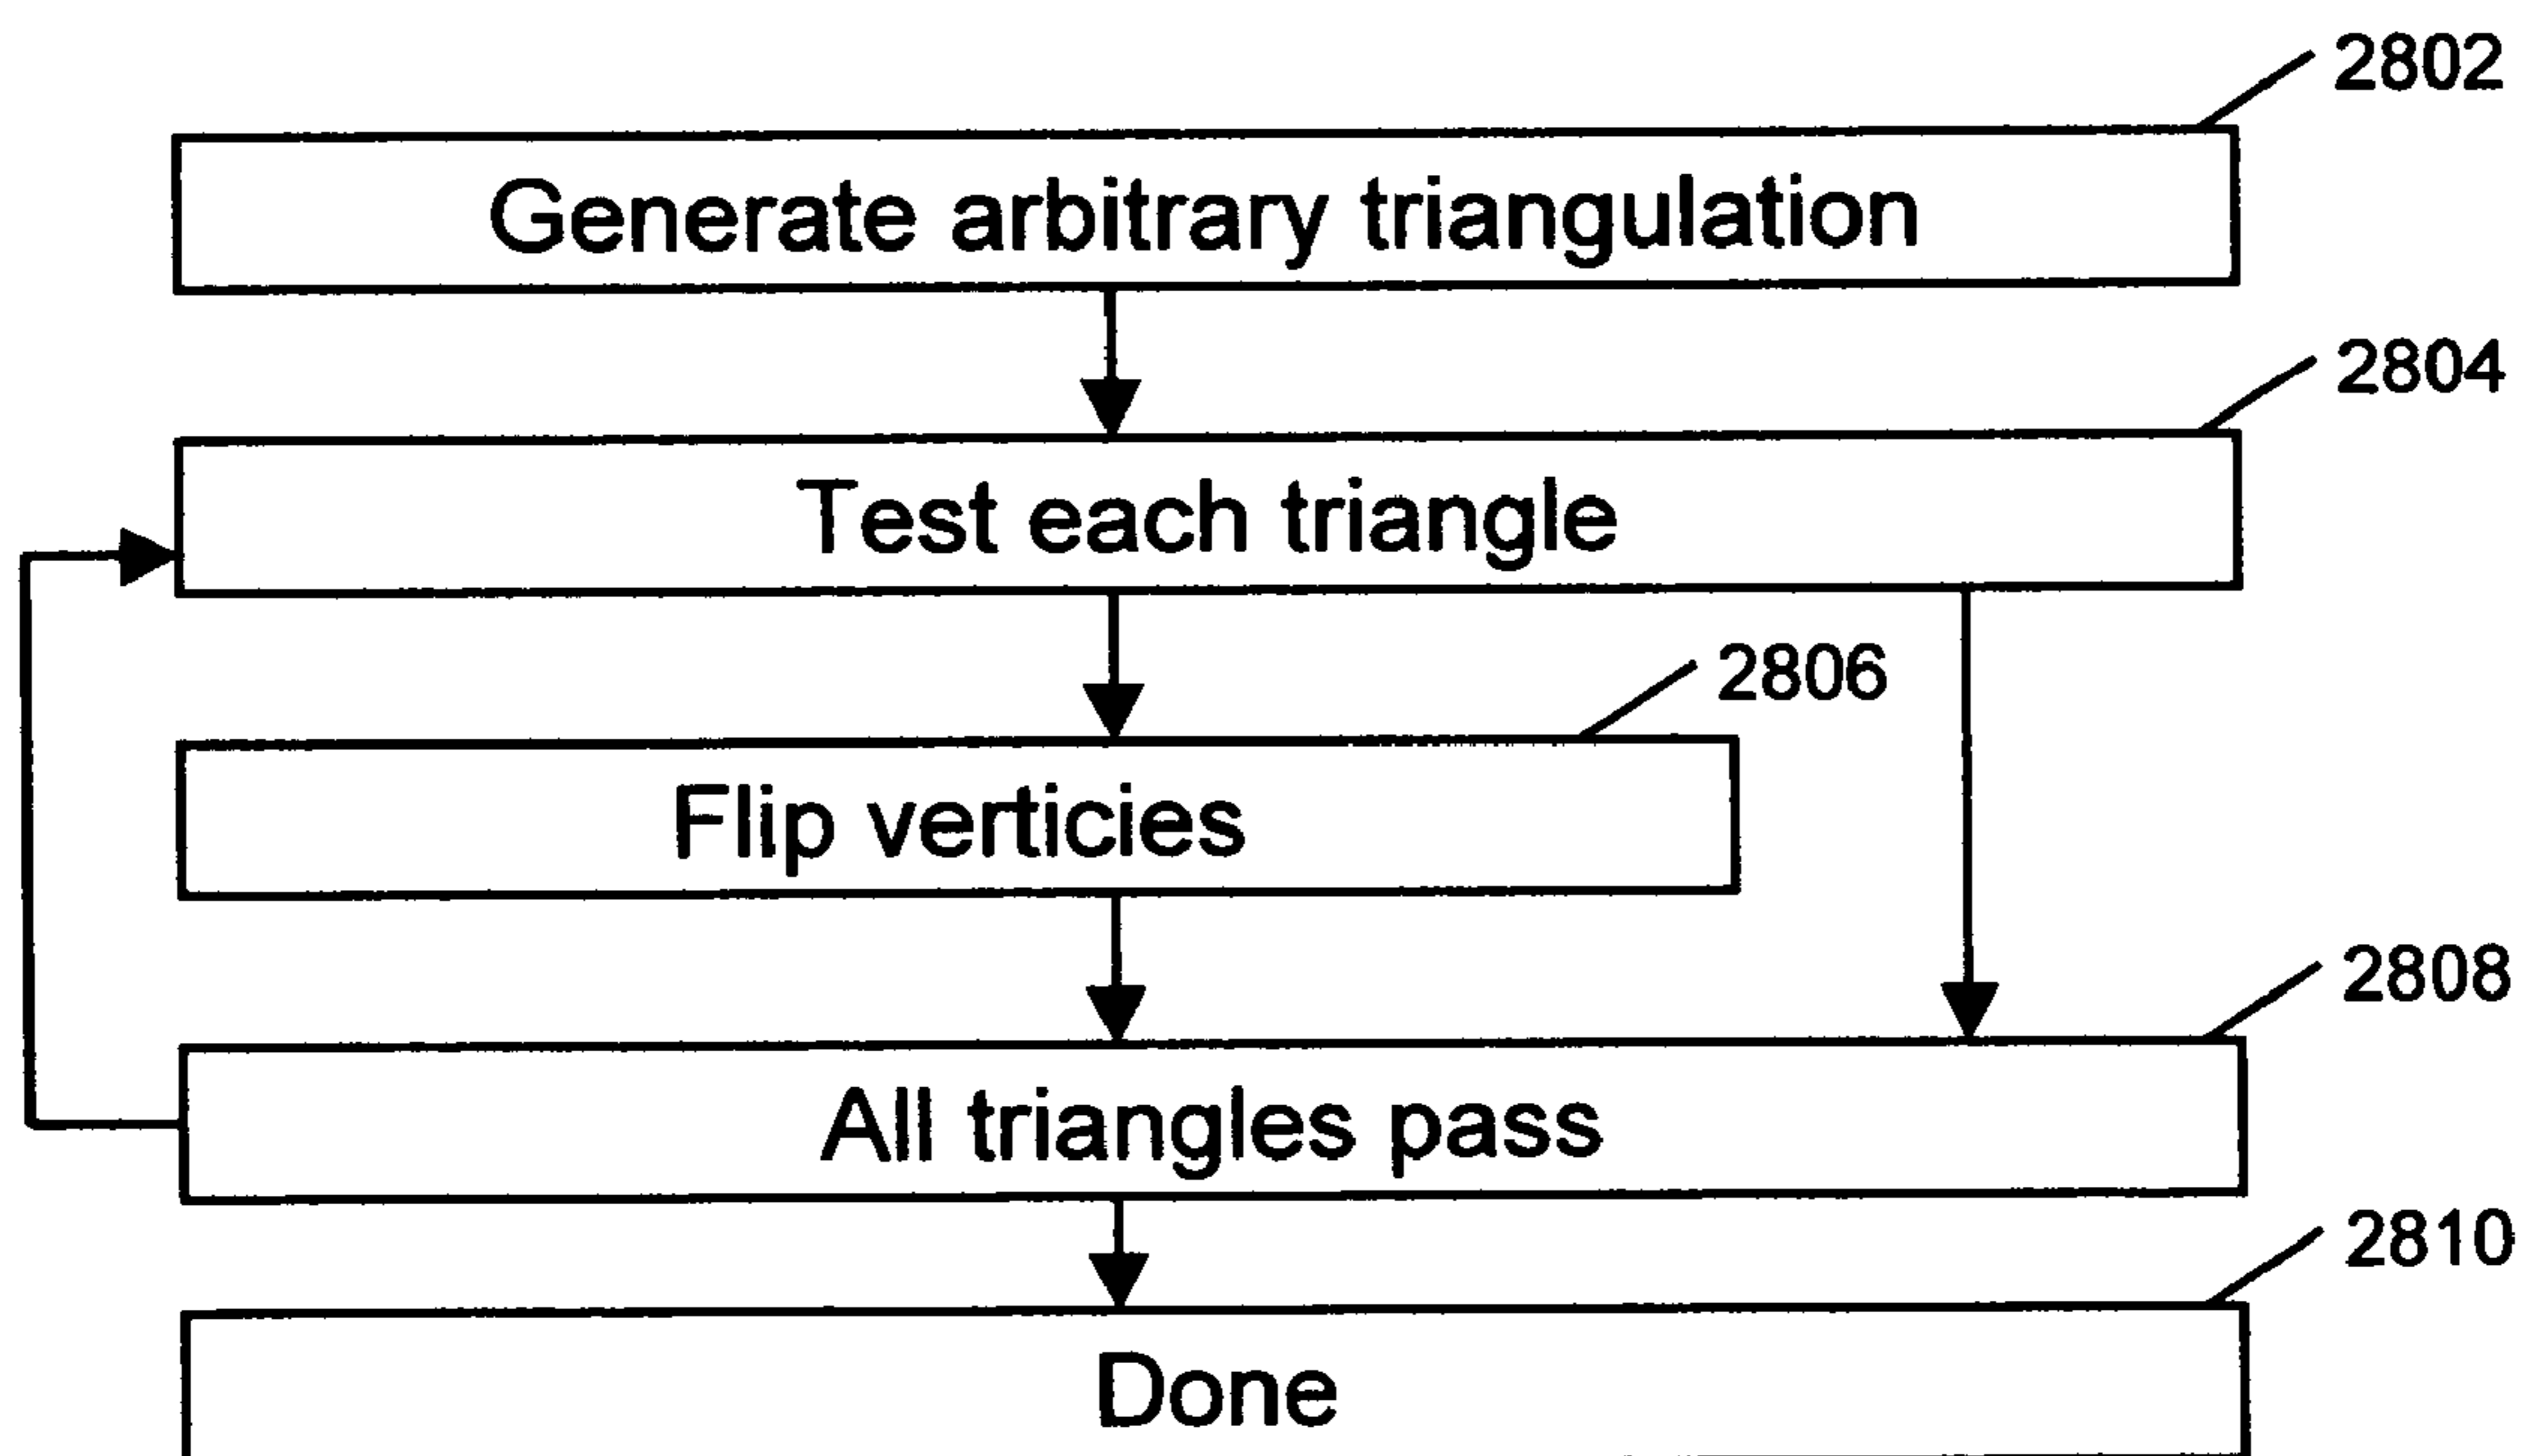 2802
Generate arbitrary triangulation
2804
Test each triangle
2806
Flip verticies
2808
All triangles pass
2810
Done